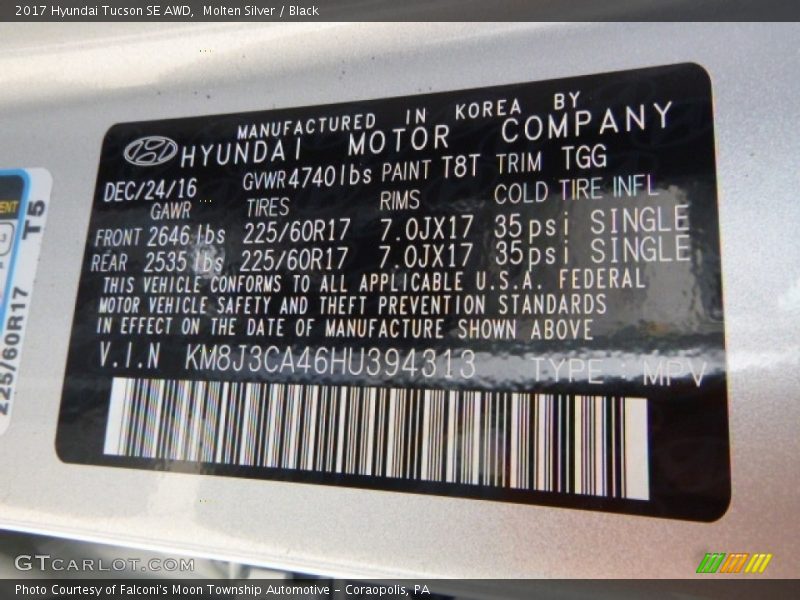 2017 Hyundai Tucson SE AWD,  Molten Silver / Black
MANUFACTURED IN KOREA BY
HYUNDAI MOTOR COMPANY
DEC/24/16 GVWR 4740lbs PAINT T8T TRIM TGG
GAWR TIRES RIMS COLD TIRE INFL
FRONT 2646 lbs 225/60R17 7.0JX17 35psi SINGLE
REAR 2535 lbs 225/60R17 7.0JX17 35psi SINGLE
THIS VEHICLE CONFORMS TO ALL APPLICABLE U.S.A. FEDERAL
MOTOR VEHICLE SAFETY AND THEFT PREVENTION STANDARDS
IN EFFECT ON THE DATE OF MANUFACTURE SHOWN ABOVE
V.I.N KM8J3CA46HU394313 TYPE : MPV
T5
225/60R17
GTCARLOT.COM
Photo Courtesy of Falconi's Moon Township Automotive - Coraopolis, PA